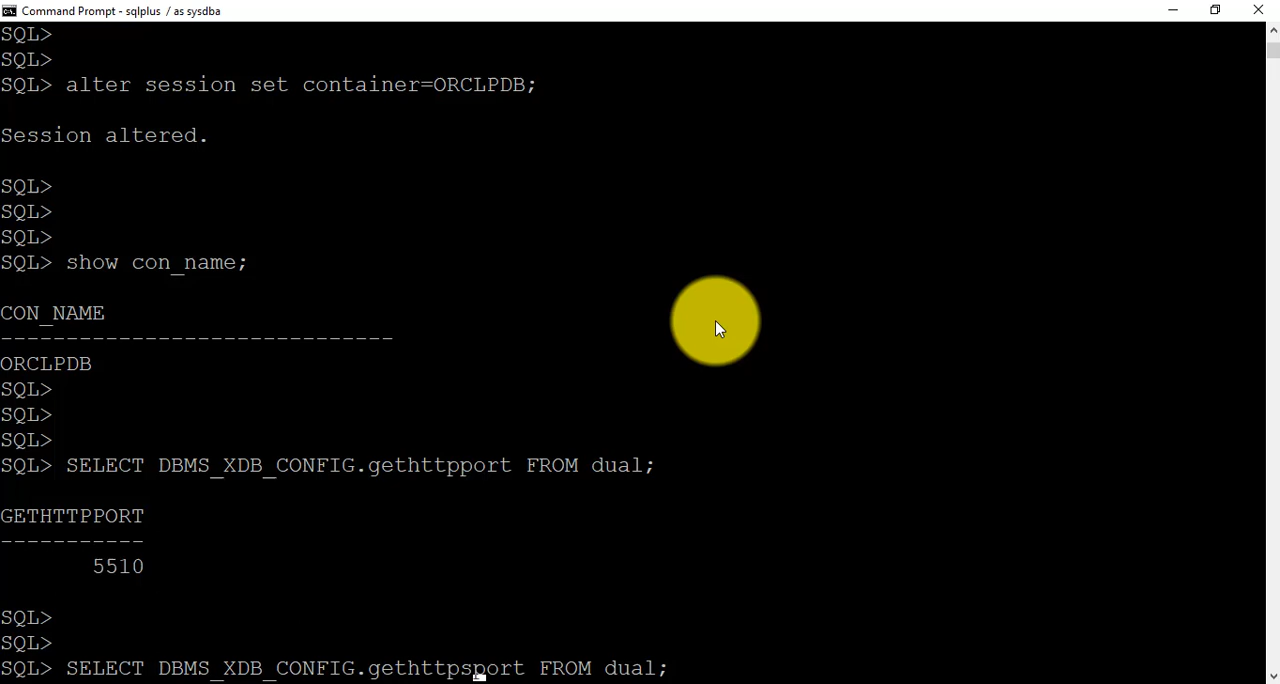 Command Prompt - sqlplus / as sysdba
SQL>
SQL>
SQL> alter session set container=ORCLPDB;
Session altered.
SQL>
SQL>
SQL>
SQL> show con_name;
CON_NAME
------------------------------
ORCLPDB
SQL>
SQL>
SQL>
SQL> SELECT DBMS_XDB_CONFIG.gethttpport FROM dual;
GETHTTPPORT
-----------
5510
SQL>
SQL>
SQL> SELECT DBMS_XDB_CONFIG.gethttpsport FROM dual;